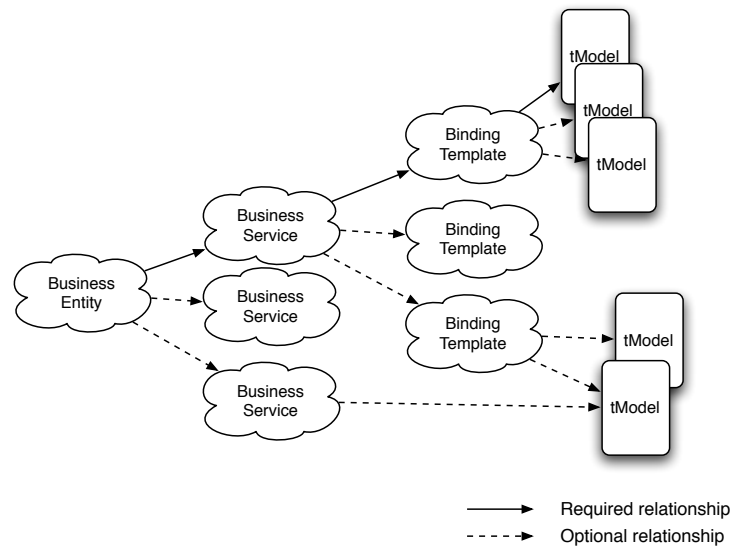 tModel
tModel
tModel
Binding
Template
Business
Service
Binding
Template
Business
Entity
Business
Service
Binding
Template
tModel
Business
Service
tModel
Required relationship
Optional relationship